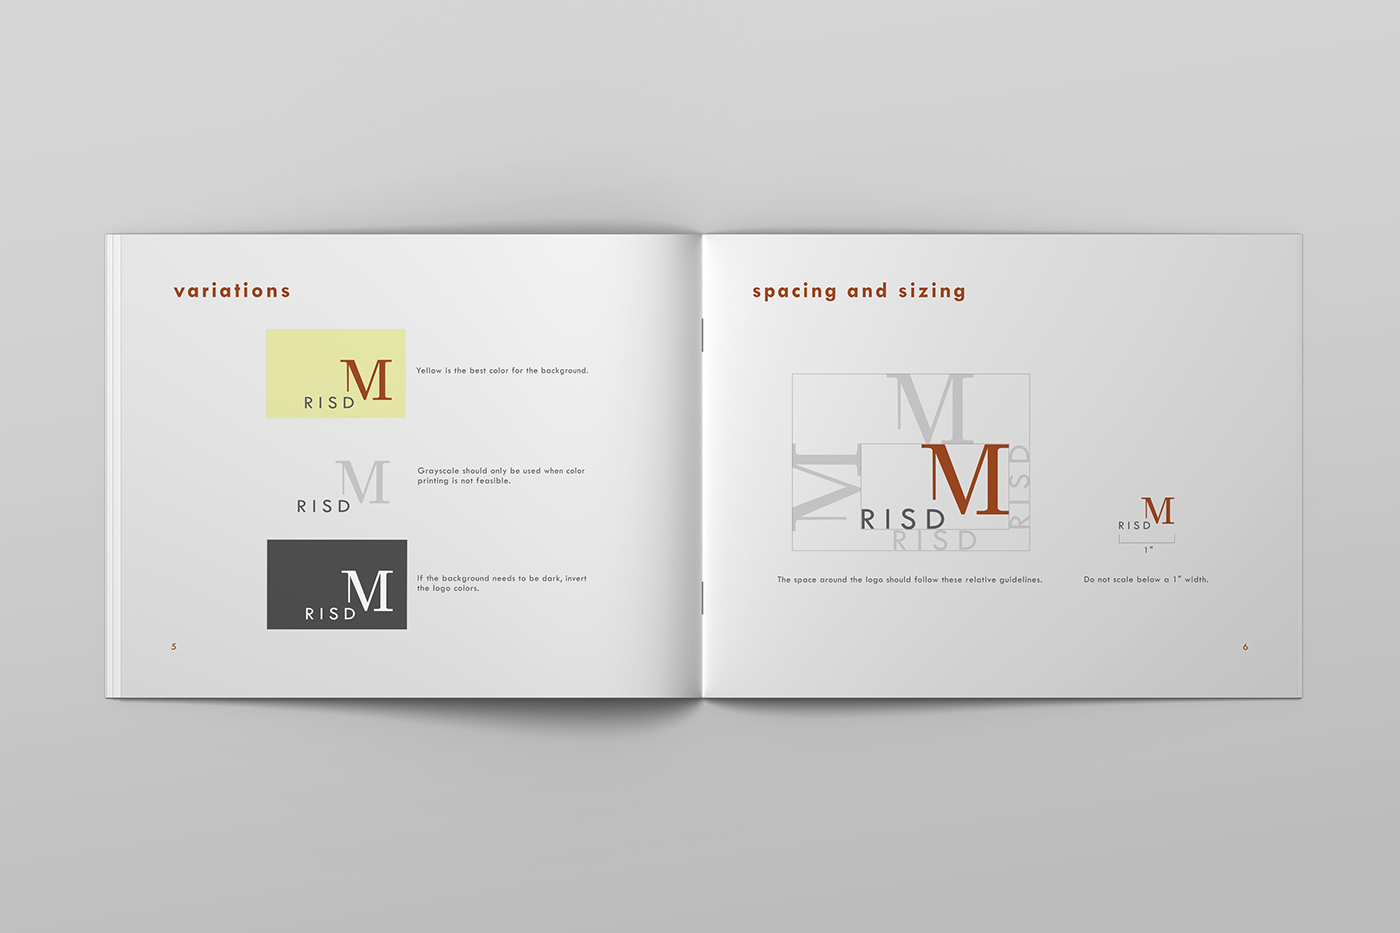 variations
M
RISD
Yellow is the best color for the background.
M
RISD
Grayscale should only be used when color
printing is not feasible.
M
RISD
If the background needs to be dark, invert
the logo colors.
5
spacing and sizing
M
M
M
RISD
RISD
RISD
The space around the logo should follow these relative guidelines.
M
RISD
1"
Do not scale below a 1" width.
6